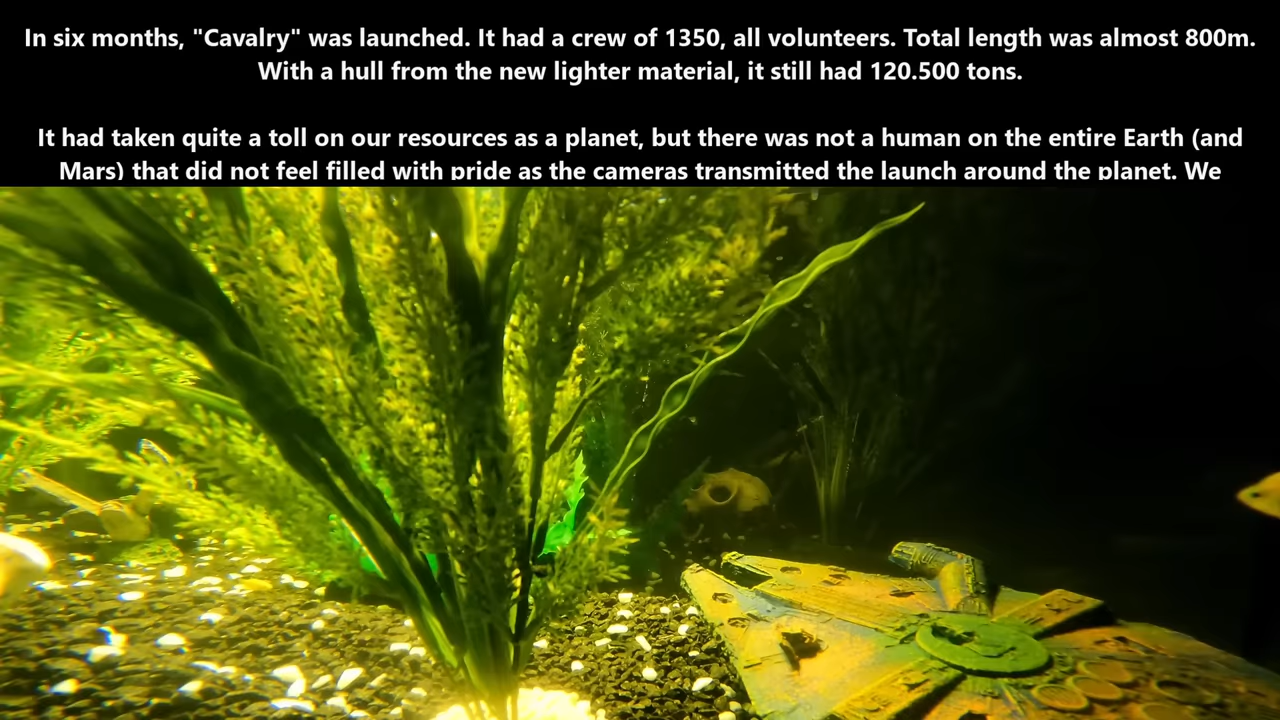 In six months, "Cavalry" was launched. It had a crew of 1350, all volunteers. Total length was almost 800m.
With a hull from the new lighter material, it still had 120.500 tons.
It had taken quite a toll on our resources as a planet, but there was not a human on the entire Earth (and
Mars) that did not feel filled with pride as the cameras transmitted the launch around the planet. We